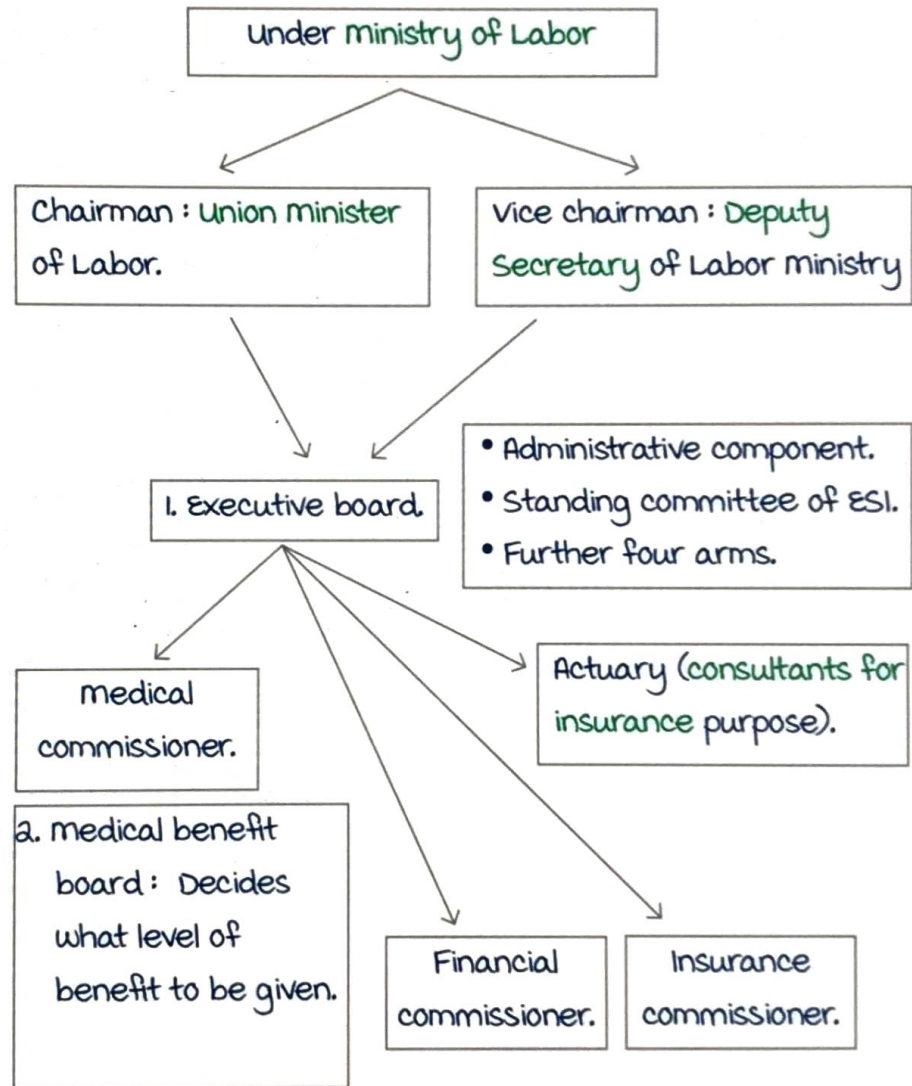 under ministry of Labor
Chairman : Union minister
of Labor.
Vice chairman : Deputy
Secretary of Labor ministry
1. Executive board.
• Administrative component.
• Standing committee of ESI.
• Further four arms.
medical
commissioner.
Actuary (consultants for
insurance purpose).
2. medical benefit
board : Decides
what level of
benefit to be given.
Financial
commissioner.
Insurance
commissioner.